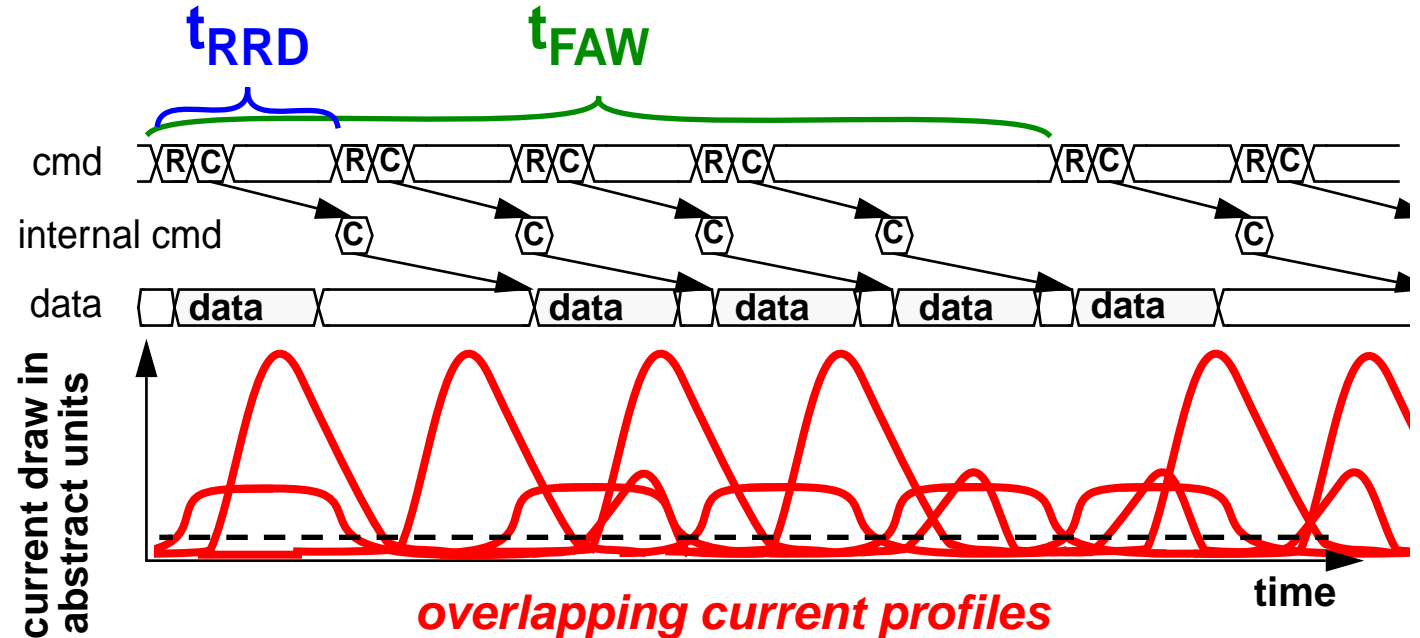 tRRD tFAW
cmd R C R C R C R C R C R C
internal cmd C C C C C
data data data data data data
current draw in
abstract units
time
overlapping current profiles